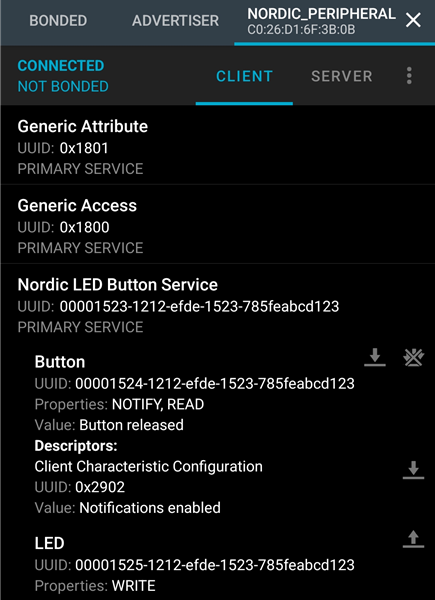 BONDED
ADVERTISER
NORDIC_PERIPHERAL
C0:26:D1:6F:3B:0B
CONNECTED
NOT BONDED
CLIENT
SERVER
Generic Attribute
UUID: 0x1801
PRIMARY SERVICE
Generic Access
UUID: 0x1800
PRIMARY SERVICE
Nordic LED Button Service
UUID: 00001523-1212-efde-1523-785feabcd123
PRIMARY SERVICE
Button
UUID: 00001524-1212-efde-1523-785feabcd123
Properties: NOTIFY, READ
Value: Button released
Descriptors:
Client Characteristic Configuration
UUID: 0x2902
Value: Notifications enabled
LED
UUID: 00001525-1212-efde-1523-785feabcd123
Properties: WRITE